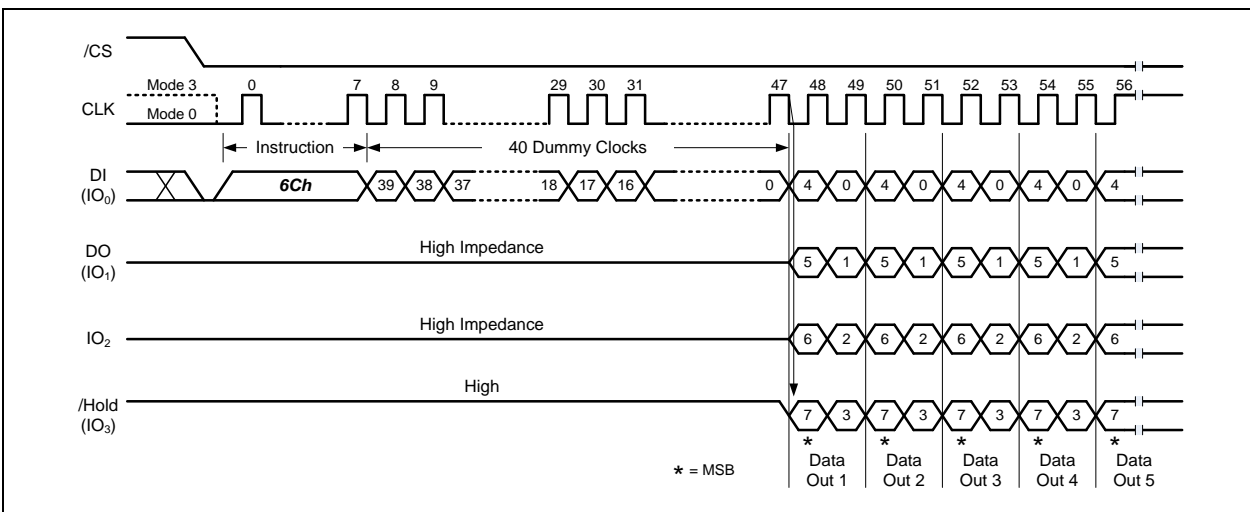 /CS
Mode 3 0 7 8 9 29 30 31 47 48 49 50 51 52 53 54 55 56
CLK
Mode 0
Instruction 40 Dummy Clocks
DI
(IO0)
6Ch 39 38 37 18 17 16 0 4 0 4 0 4 0 4 0 4
High Impedance
DO
(IO1)
5 1 5 1 5 1 5 1 5
High Impedance
IO2
6 2 6 2 6 2 6 2 6
High
/Hold
(IO3)
7 3 7 3 7 3 7 3 7
* * * * *
* = MSB
Data Out 1
Data Out 2
Data Out 3
Data Out 4
Data Out 5